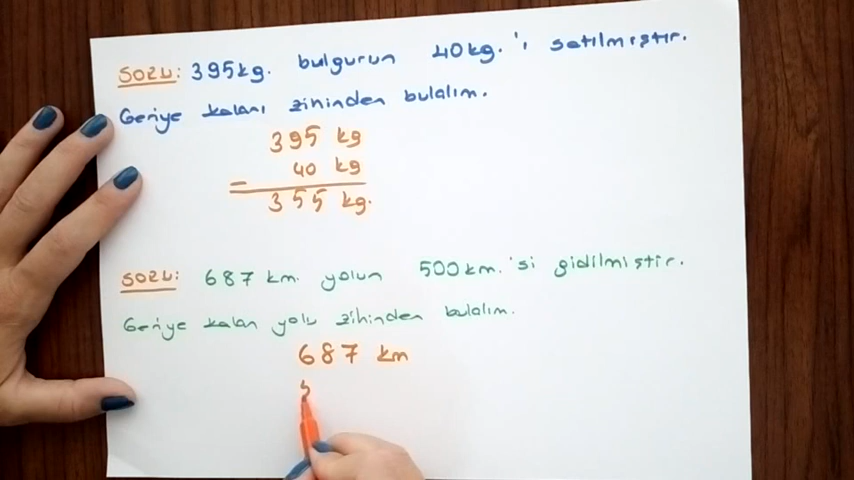 SORU: 395kg. bulgurun 40kg.'ı satılmıştır.
Geriye kalanı zihinden bulalım.
395 kg
40 kg
-
355 kg.
SORU: 687 km. yolun 500km.'si gidilmiştir.
Geriye kalan yolu zihinden bulalım.
687 km
5